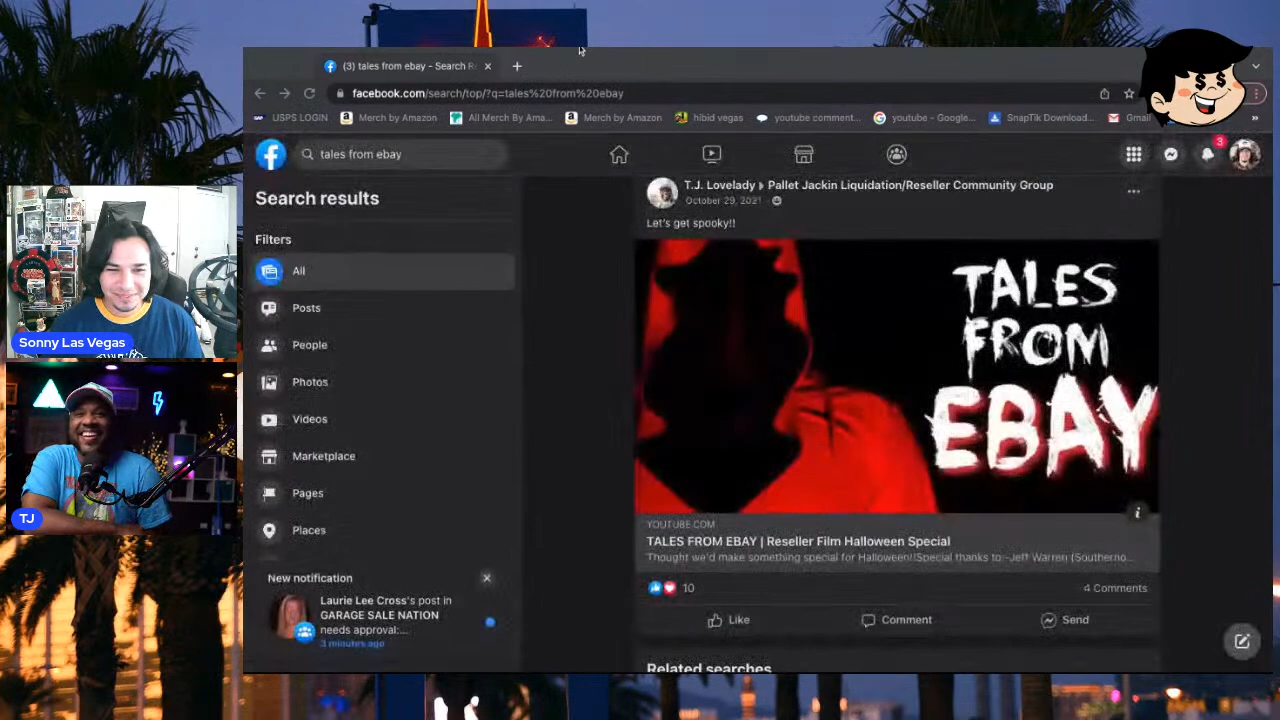 (3) tales from ebay - Search R
facebook.com/search/top/?q=tales%20from%20ebay
USPS LOGIN
Merch by Amazon
All Merch By Ama...
Merch by Amazon
hibid vegas
youtube comment...
youtube - Google...
SnapTik Download...
Gmail
»
tales from ebay
3
Search results
Filters
All
Posts
People
Photos
Videos
Marketplace
Pages
Places
New notification
Laurie Lee Cross's post in
GARAGE SALE NATION
needs approval:...
3 minutes ago
T.J. Lovelady ▸ Pallet Jackin Liquidation/Reseller Community Group
October 29, 2021 ·
Let's get spooky!!
TALES
FROM
EBAY
YOUTUBE.COM
TALES FROM EBAY | Reseller Film Halloween Special
Thought we'd make something special for Halloween!!Special thanks to:-Jeff Warren (Southerno...
10
4 Comments
Like
Comment
Send
Related searches
Sonny Las Vegas
TJ